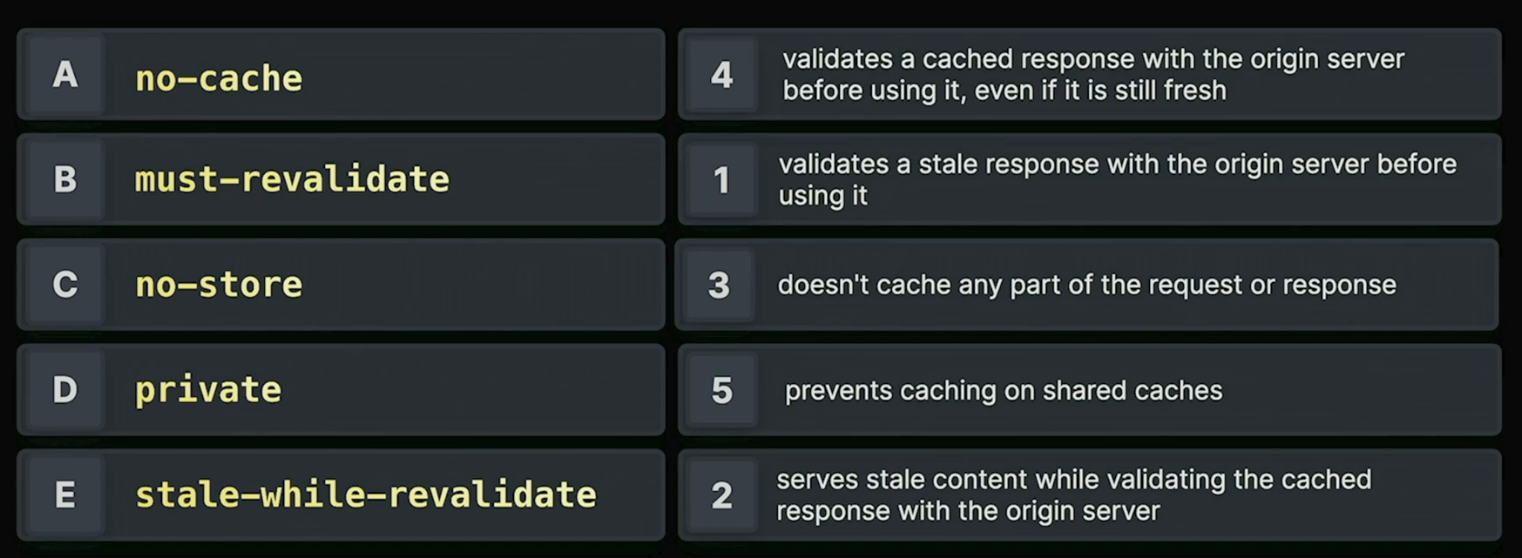 A no-cache 4 validates a cached response with the origin server
before using it, even if it is still fresh
B must-revalidate 1 validates a stale response with the origin server before
using it
C no-store 3 doesn't cache any part of the request or response
D private 5 prevents caching on shared caches
E stale-while-revalidate 2 serves stale content while validating the cached
response with the origin server